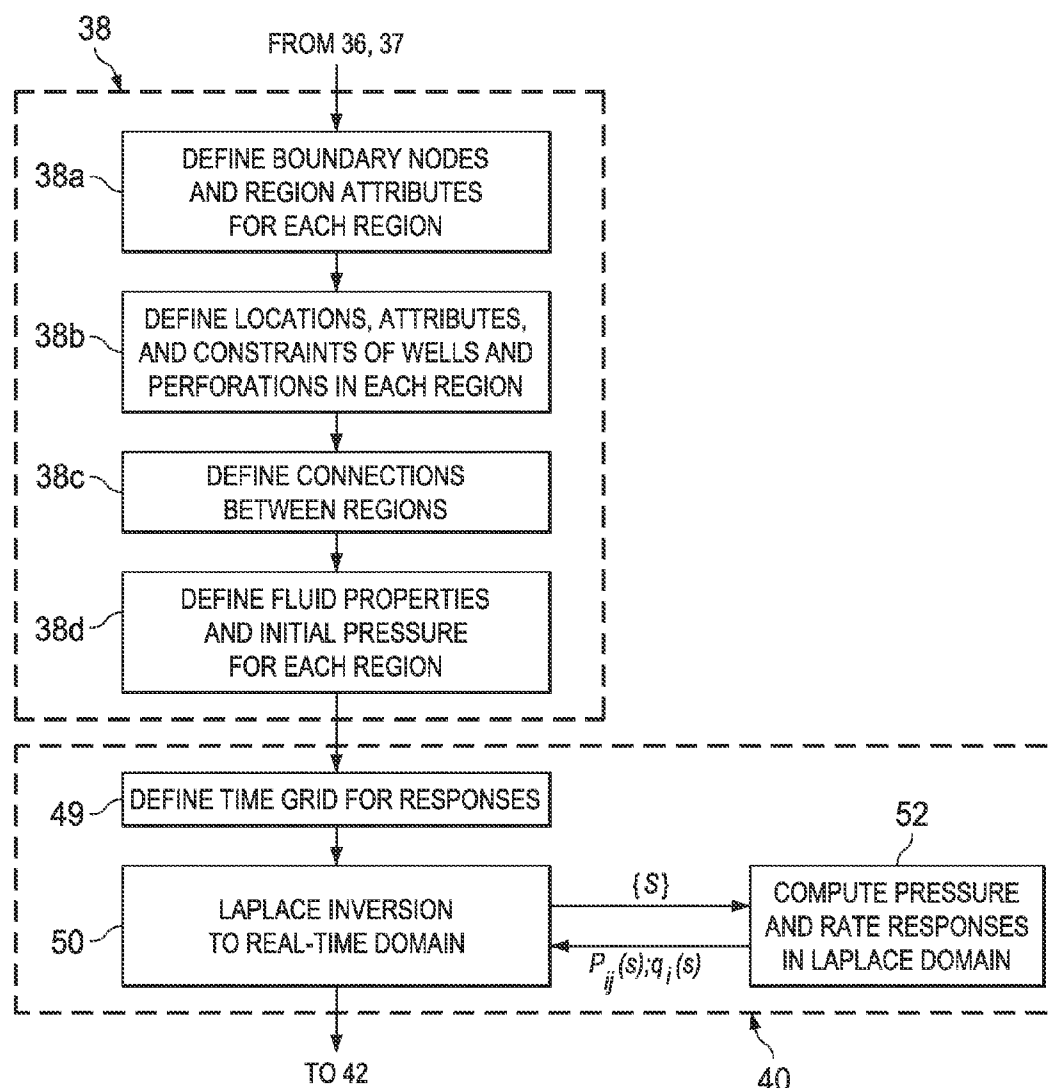 38
FROM 36, 37
38a
DEFINE BOUNDARY NODES
AND REGION ATTRIBUTES
FOR EACH REGION
38b
DEFINE LOCATIONS, ATTRIBUTES,
AND CONSTRAINTS OF WELLS AND
PERFORATIONS IN EACH REGION
38c
DEFINE CONNECTIONS
BETWEEN REGIONS
38d
DEFINE FLUID PROPERTIES
AND INITIAL PRESSURE
FOR EACH REGION
49
DEFINE TIME GRID FOR RESPONSES
50
LAPLACE INVERSION
TO REAL-TIME DOMAIN
{S}
P_ij(s);q_i(s)
52
COMPUTE PRESSURE
AND RATE RESPONSES
IN LAPLACE DOMAIN
TO 42
40